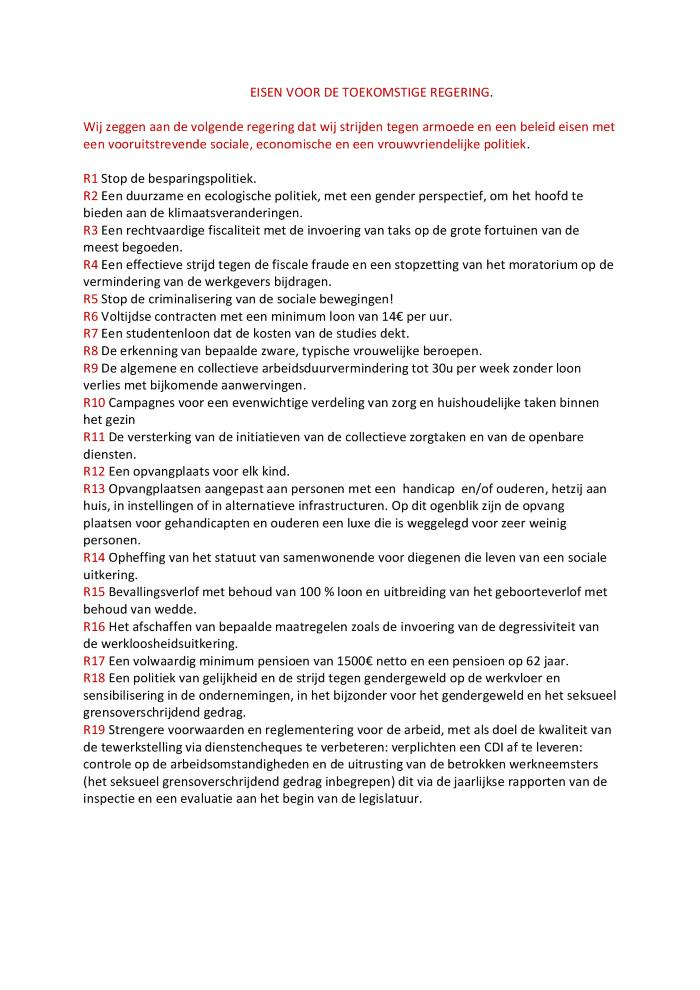 EISEN VOOR DE TOEKOMSTIGE REGERING.
Wij zeggen aan de volgende regering dat wij strijden tegen armoede en een beleid eisen met
een vooruitstrevende sociale, economische en een vrouwvriendelijke politiek.
R1 Stop de besparingspolitiek.
R2 Een duurzame en ecologische politiek, met een gender perspectief, om het hoofd te
bieden aan de klimaatsveranderingen.
R3 Een rechtvaardige fiscaliteit met de invoering van taks op de grote fortuinen van de
meest begoeden.
R4 Een effectieve strijd tegen de fiscale fraude en een stopzetting van het moratorium op de
vermindering van de werkgevers bijdragen.
R5 Stop de criminalisering van de sociale bewegingen!
R6 Voltijdse contracten met een minimum loon van 14€ per uur.
R7 Een studentenloon dat de kosten van de studies dekt.
R8 De erkenning van bepaalde zware, typische vrouwelijke beroepen.
R9 De algemene en collectieve arbeidsduurvermindering tot 30u per week zonder loon
verlies met bijkomende aanwervingen.
R10 Campagnes voor een evenwichtige verdeling van zorg en huishoudelijke taken binnen
het gezin
R11 De versterking van de initiatieven van de collectieve zorgtaken en van de openbare
diensten.
R12 Een opvangplaats voor elk kind.
R13 Opvangplaatsen aangepast aan personen met een  handicap  en/of ouderen, hetzij aan
huis, in instellingen of in alternatieve infrastructuren. Op dit ogenblik zijn de opvang
plaatsen voor gehandicapten en ouderen een luxe die is weggelegd voor zeer weinig
personen.
R14 Opheffing van het statuut van samenwonende voor diegenen die leven van een sociale
uitkering.
R15 Bevallingsverlof met behoud van 100 % loon en uitbreiding van het geboorteverlof met
behoud van wedde.
R16 Het afschaffen van bepaalde maatregelen zoals de invoering van de degressiviteit van
de werkloosheidsuitkering.
R17 Een volwaardig minimum pensioen van 1500€ netto en een pensioen op 62 jaar.
R18 Een politiek van gelijkheid en de strijd tegen gendergeweld op de werkvloer en
sensibilisering in de ondernemingen, in het bijzonder voor het gendergeweld en het seksueel
grensoverschrijdend gedrag.
R19 Strengere voorwaarden en reglementering voor de arbeid, met als doel de kwaliteit van
de tewerkstelling via dienstencheques te verbeteren: verplichten een CDI af te leveren:
controle op de arbeidsomstandigheden en de uitrusting van de betrokken werkneemsters
(het seksueel grensoverschrijdend gedrag inbegrepen) dit via de jaarlijkse rapporten van de
inspectie en een evaluatie aan het begin van de legislatuur.